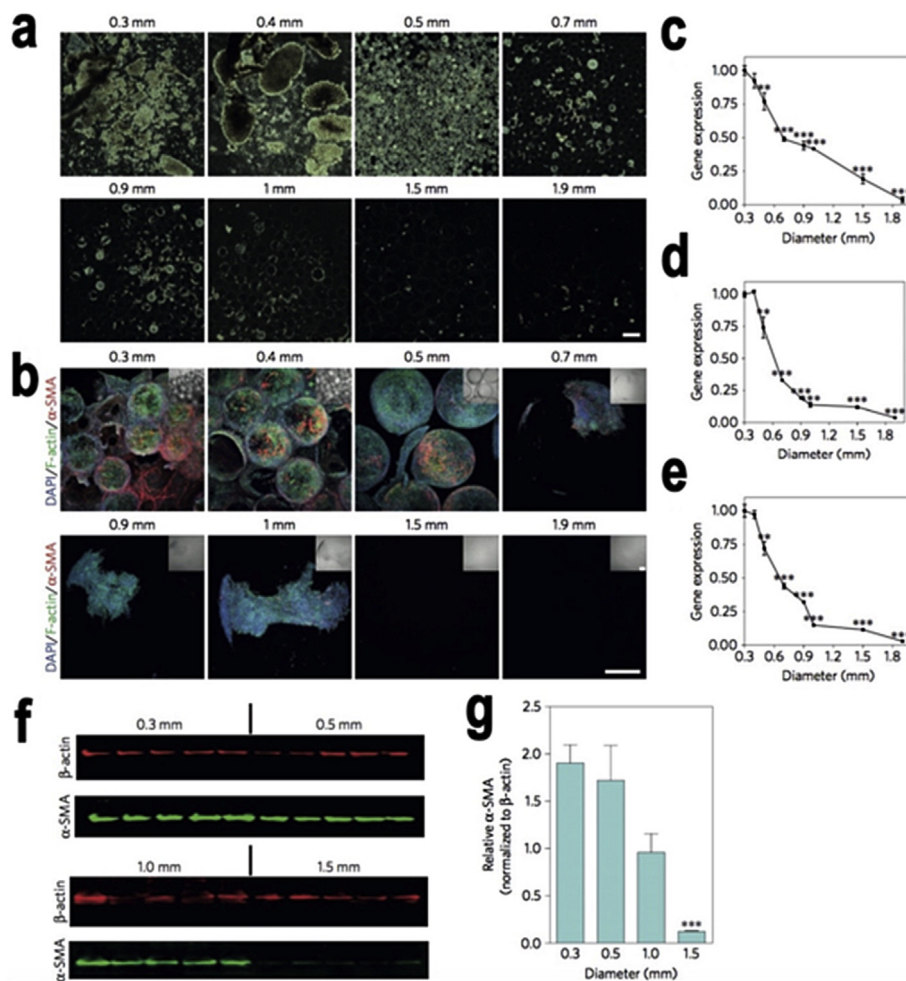 a
0.3 mm 0.4 mm 0.5 mm 0.7 mm
0.9 mm 1 mm 1.5 mm 1.9 mm
b
0.3 mm 0.4 mm 0.5 mm 0.7 mm
DAPI/F-actin/α-SMA
0.9 mm 1 mm 1.5 mm 1.9 mm
DAPI/F-actin/α-SMA
c
Gene expression
1.00
0.75
0.50
0.25
0.00
** *** *** *** *** ***
0.3 0.6 0.9 1.2 1.5 1.8
Diameter (mm)
d
Gene expression
1.00
0.75
0.50
0.25
0.00
** *** *** *** *** ***
0.3 0.6 0.9 1.2 1.5 1.8
Diameter (mm)
e
Gene expression
1.00
0.75
0.50
0.25
0.00
** *** *** *** *** ***
0.3 0.6 0.9 1.2 1.5 1.8
Diameter (mm)
f
0.3 mm 0.5 mm
β-actin
α-SMA
1.0 mm 1.5 mm
β-actin
α-SMA
g
Relative α-SMA
(normalized to β-actin)
2.5
2.0
1.5
1.0
0.5
0.0
***
0.3 0.5 1.0 1.5
Diameter (mm)